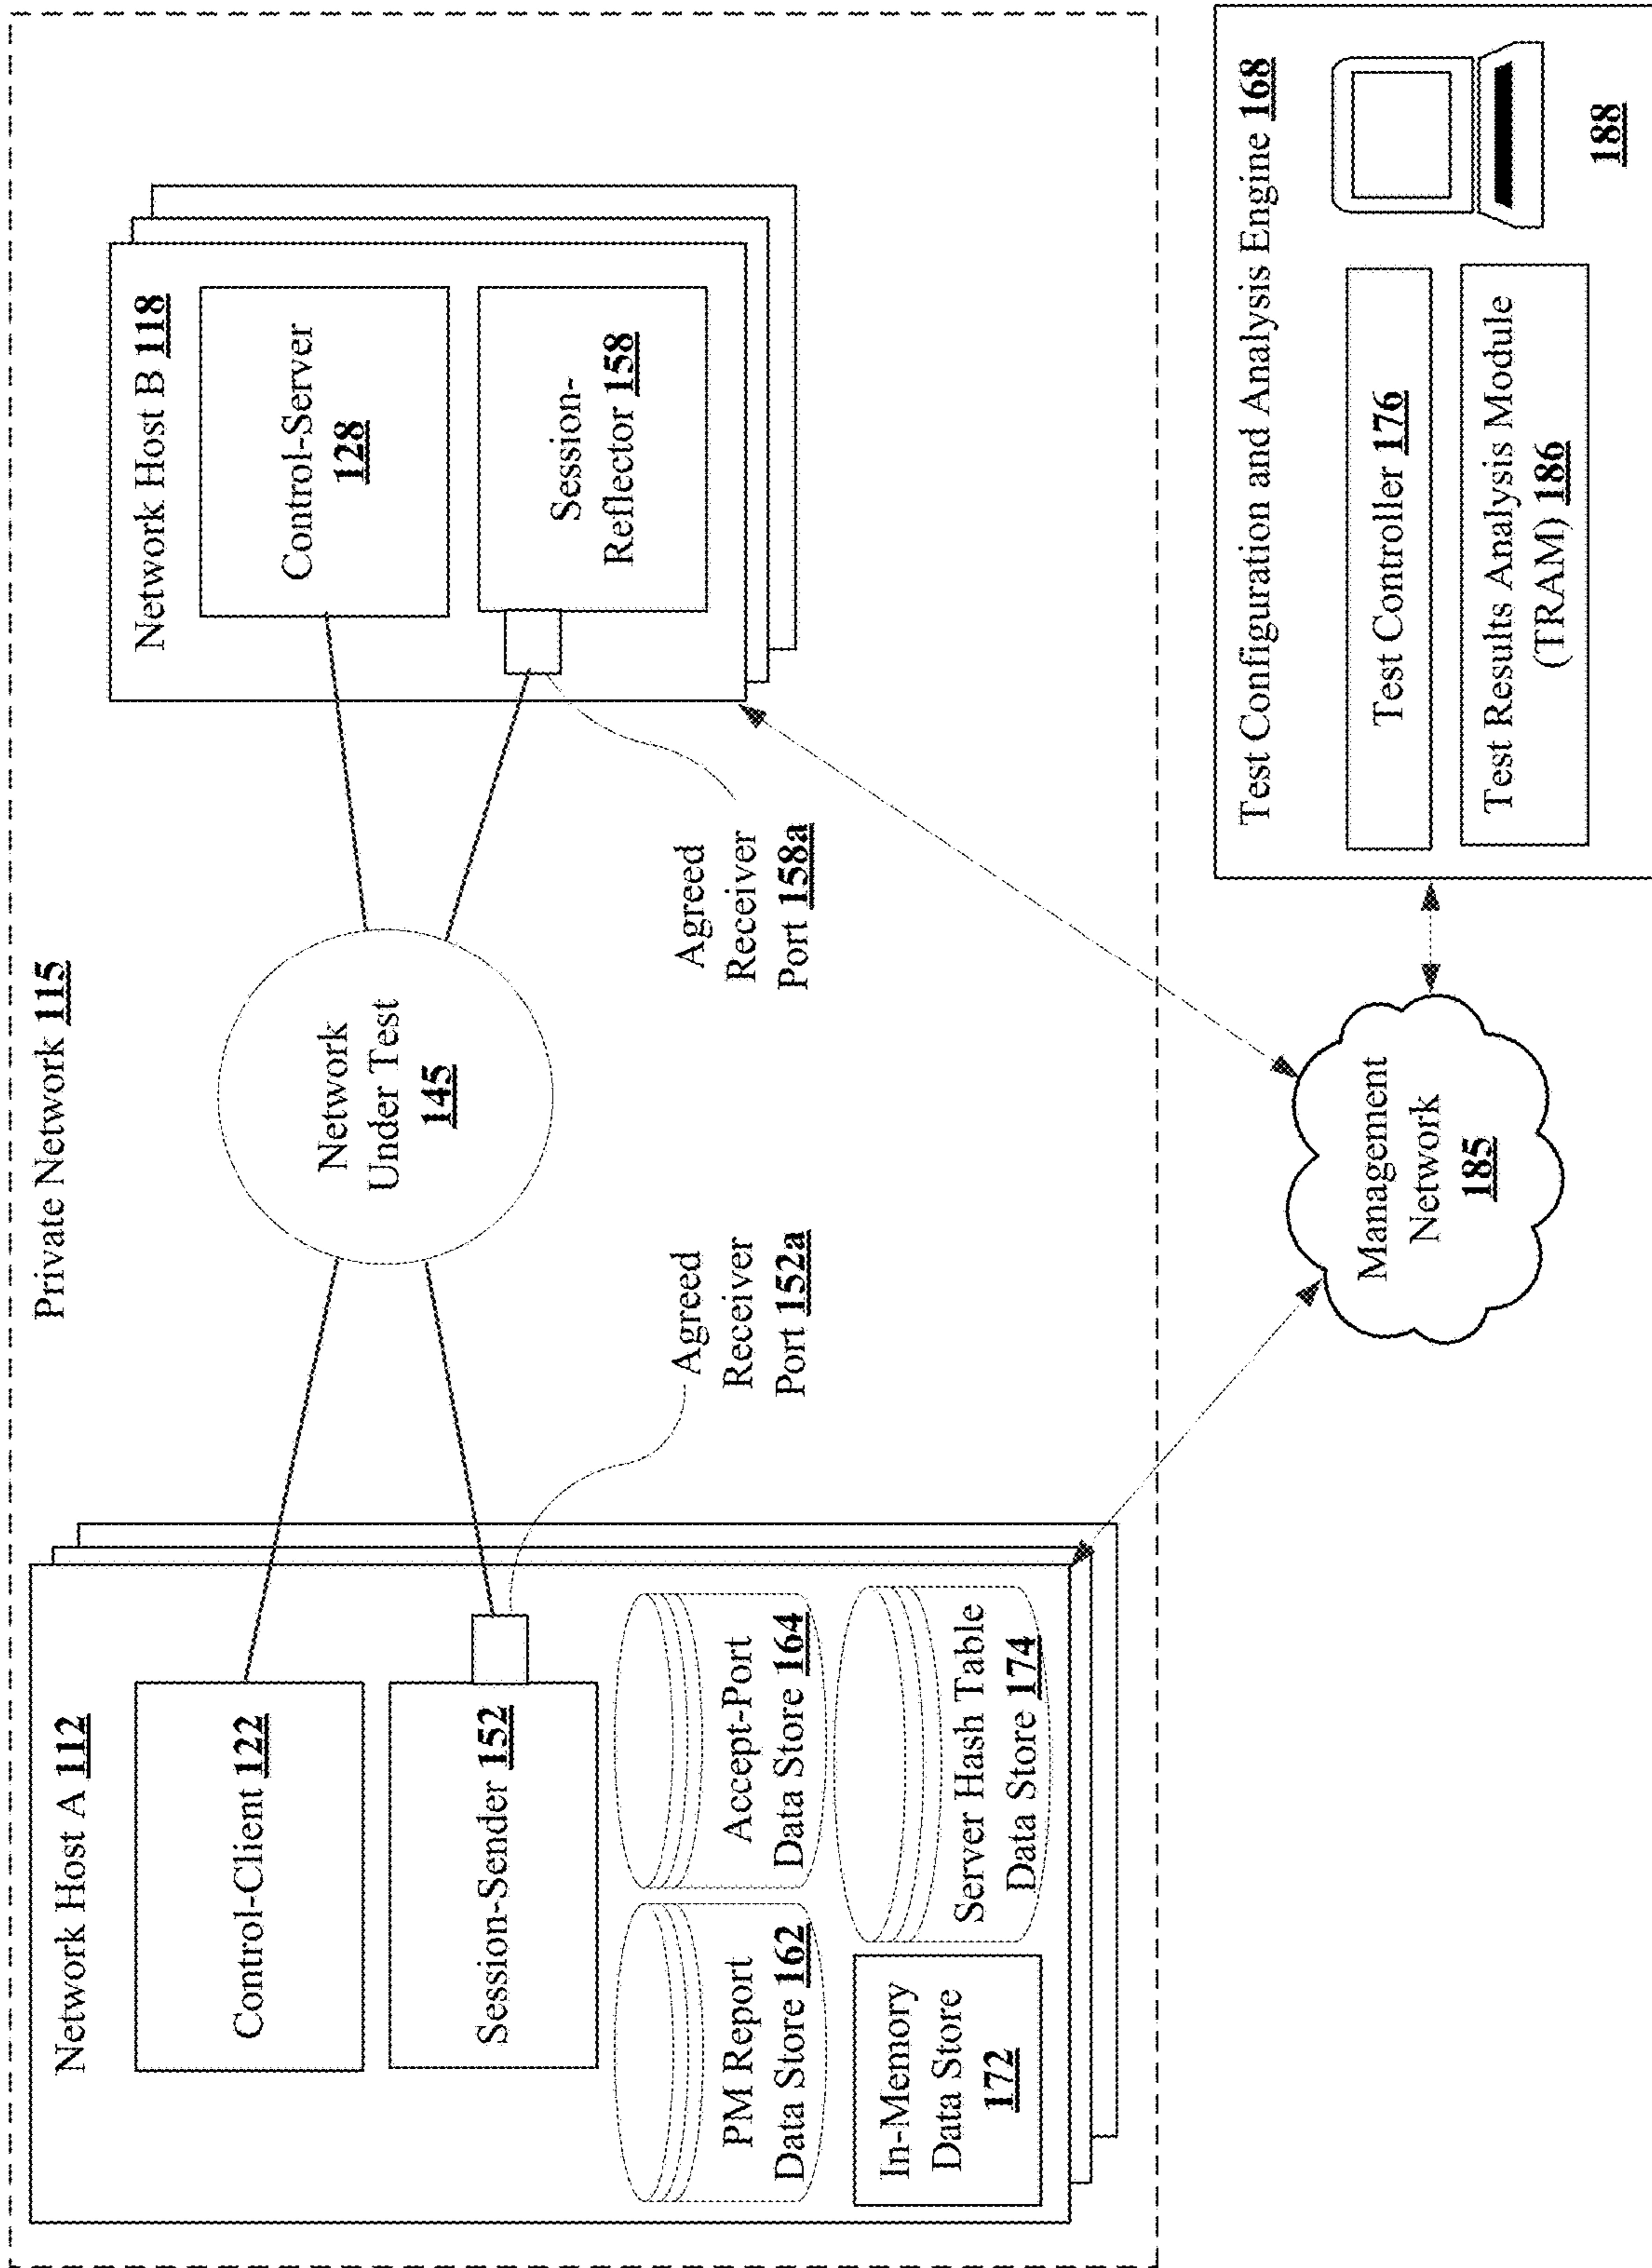 Private Network 115
Network Host A 112
Control-Client 122
Session-Sender 152
PM Report
Data Store 162
Accept-Port
Data Store 164
In-Memory
Data Store
172
Server Hash Table
Data Store 174
Network
Under Test
145
Agreed
Receiver
Port 152a
Agreed
Receiver
Port 158a
Network Host B 118
Control-Server
128
Session-
Reflector 158
Management
Network
185
Test Configuration and Analysis Engine 168
Test Controller 176
Test Results Analysis Module
(TRAM) 186
188